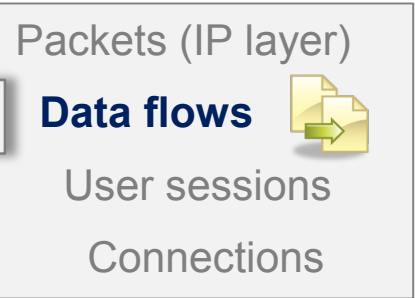 Packets (IP layer)
Data flows
User sessions
Connections